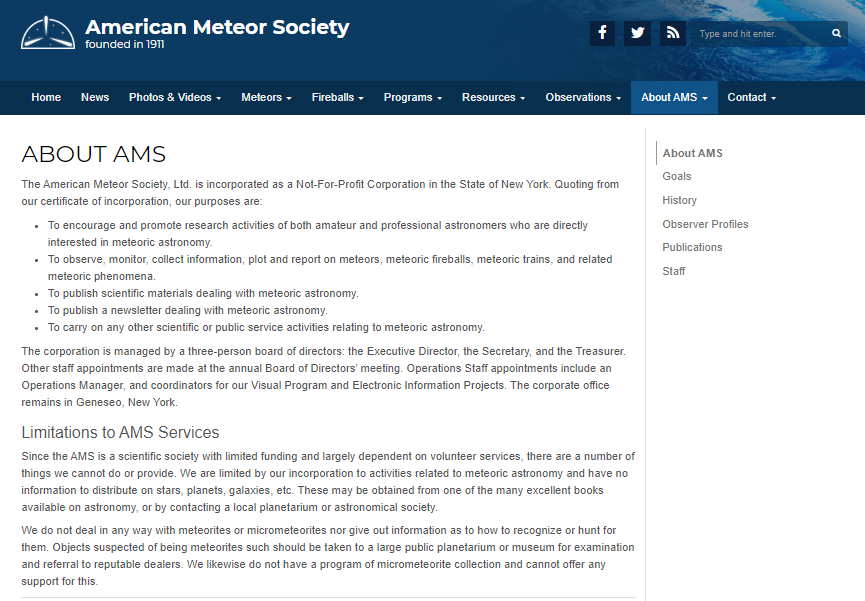 American Meteor Society
founded in 1911
Type and hit enter.
Home News Photos & Videos Meteors Fireballs Programs Resources Observations About AMS Contact
ABOUT AMS
The American Meteor Society, Ltd. is incorporated as a Not-For-Profit Corporation in the State of New York. Quoting from
our certificate of incorporation, our purposes are:
• To encourage and promote research activities of both amateur and professional astronomers who are directly
interested in meteoric astronomy.
• To observe, monitor, collect information, plot and report on meteors, meteoric fireballs, meteoric trains, and related
meteoric phenomena.
• To publish scientific materials dealing with meteoric astronomy.
• To publish a newsletter dealing with meteoric astronomy.
• To carry on any other scientific or public service activities relating to meteoric astronomy.
The corporation is managed by a three-person board of directors: the Executive Director, the Secretary, and the Treasurer.
Other staff appointments are made at the annual Board of Directors' meeting. Operations Staff appointments include an
Operations Manager, and coordinators for our Visual Program and Electronic Information Projects. The corporate office
remains in Geneseo, New York.
Limitations to AMS Services
Since the AMS is a scientific society with limited funding and largely dependent on volunteer services, there are a number of
things we cannot do or provide. We are limited by our incorporation to activities related to meteoric astronomy and have no
information to distribute on stars, planets, galaxies, etc. These may be obtained from one of the many excellent books
available on astronomy, or by contacting a local planetarium or astronomical society.
We do not deal in any way with meteorites or micrometeorites nor give out information as to how to recognize or hunt for
them. Objects suspected of being meteorites such should be taken to a large public planetarium or museum for examination
and referral to reputable dealers. We likewise do not have a program of micrometeorite collection and cannot offer any
support for this.
About AMS
Goals
History
Observer Profiles
Publications
Staff